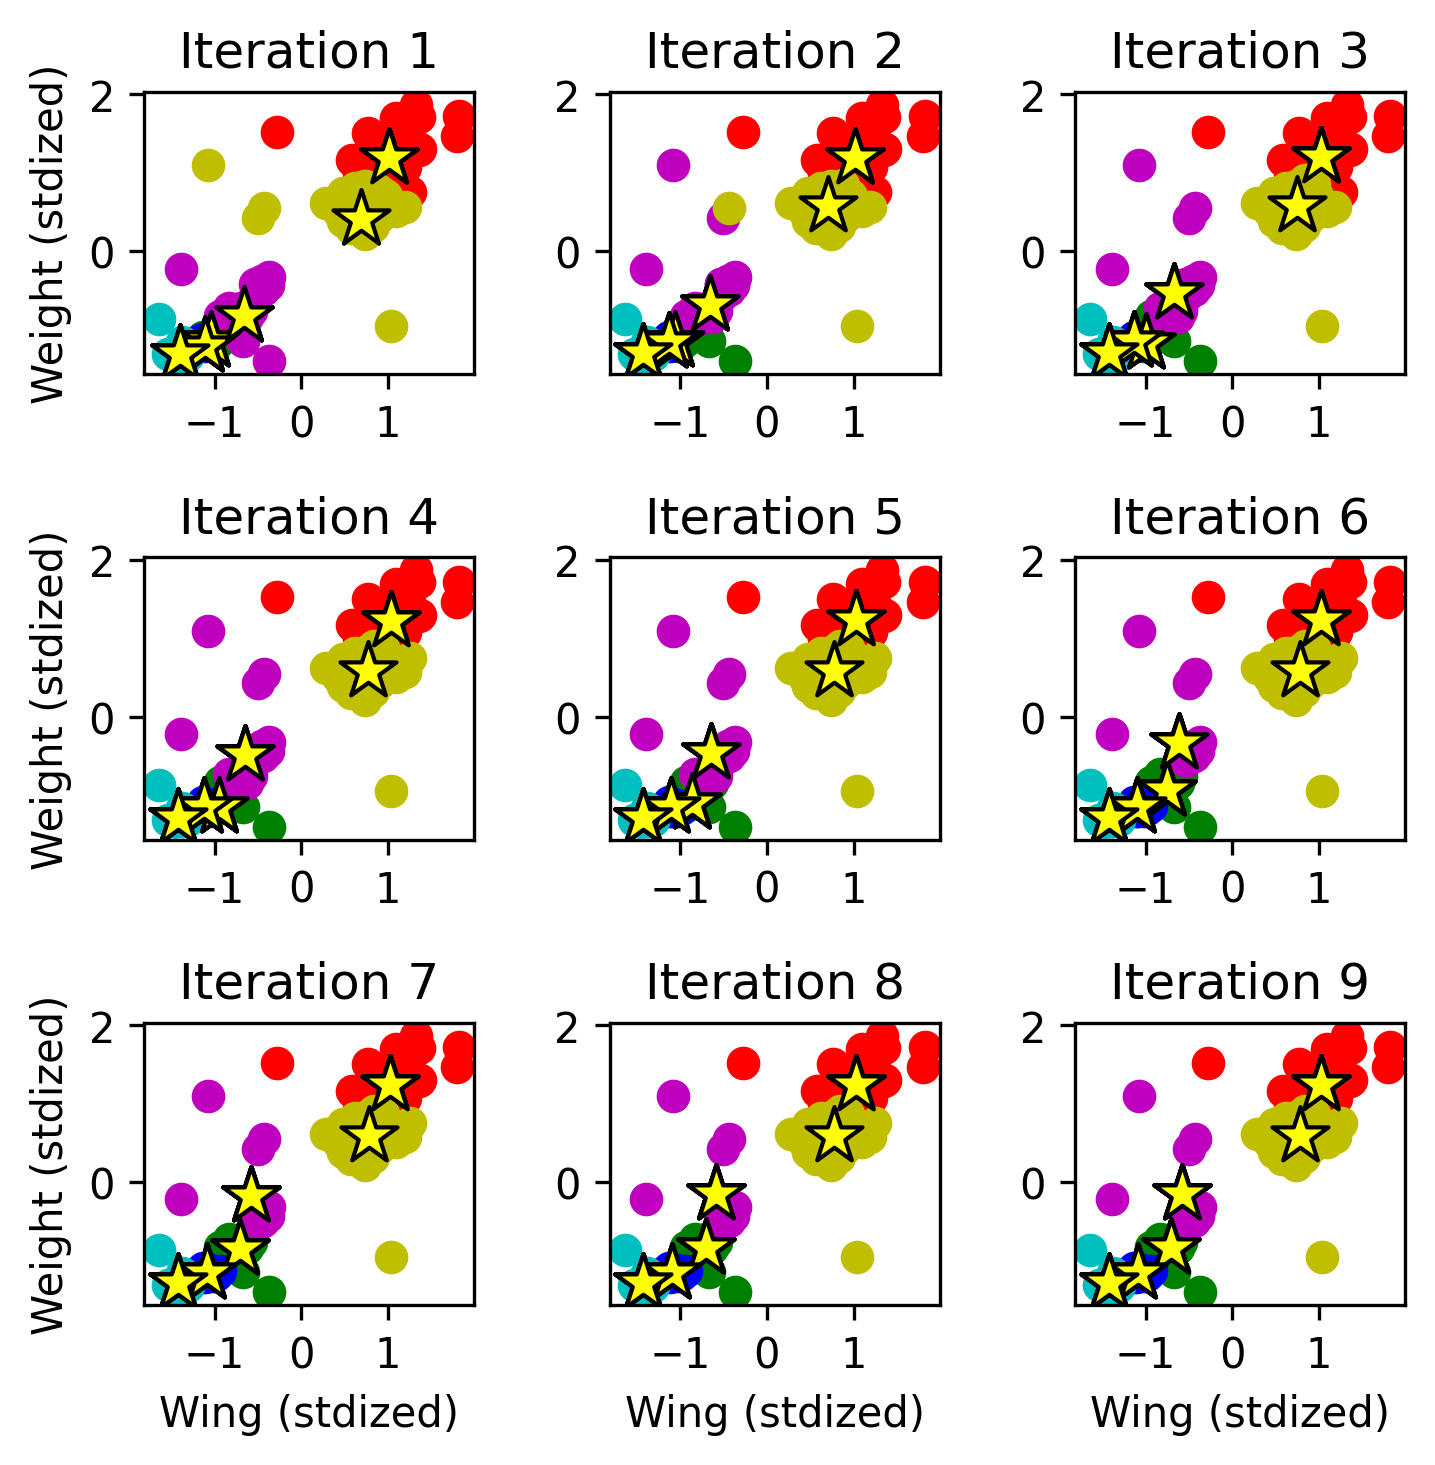 Iteration 1
Iteration 2
Iteration 3
Weight (stdized)
2
0
−1 0 1
2
0
−1 0 1
2
0
−1 0 1
Iteration 4
Iteration 5
Iteration 6
Weight (stdized)
2
0
−1 0 1
2
0
−1 0 1
2
0
−1 0 1
Iteration 7
Iteration 8
Iteration 9
Weight (stdized)
2
0
−1 0 1
2
0
−1 0 1
2
0
−1 0 1
Wing (stdized)
Wing (stdized)
Wing (stdized)